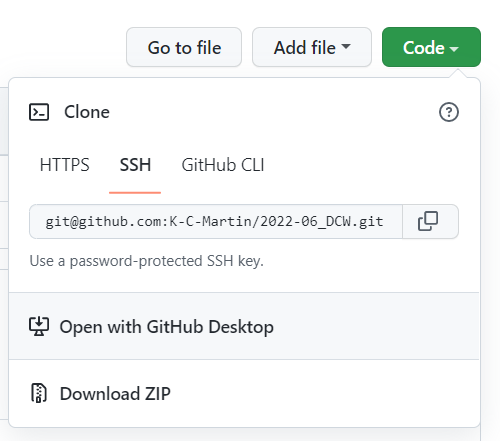 Go to file
Add file
Code
Clone
HTTPS
SSH
GitHub CLI
git@github.com:K-C-Martin/2022-06_DCW.git
Use a password-protected SSH key.
Open with GitHub Desktop
Download ZIP